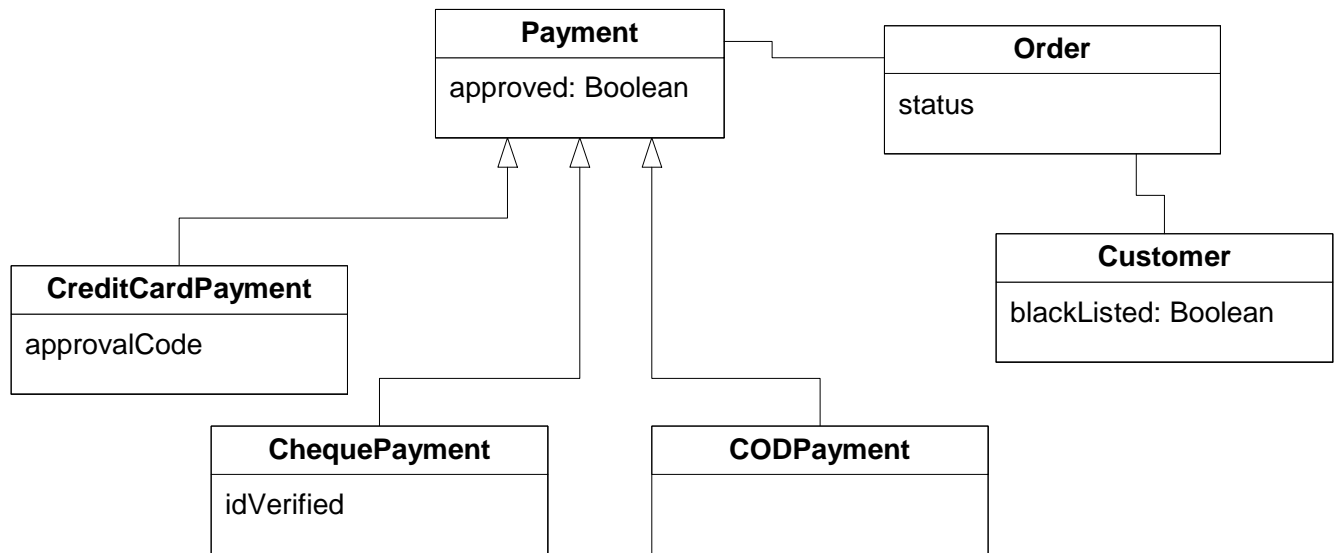 Payment
approved: Boolean
Order
status
Customer
blackListed: Boolean
CreditCardPayment
approvalCode
ChequePayment
idVerified
CODPayment